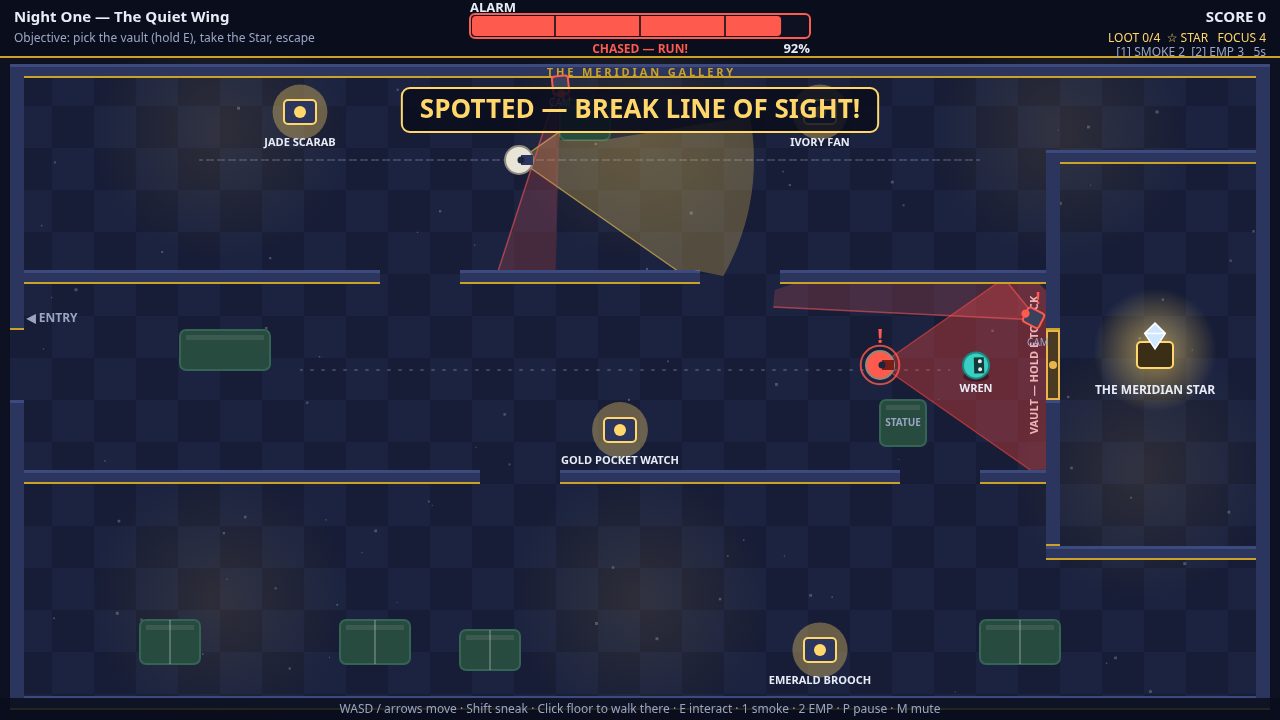 Night One — The Quiet Wing
ALARM
SCORE 0
Objective: pick the vault (hold E), take the Star, escape
CHASED — RUN!
92%
LOOT 0/4 ☆ STAR FOCUS 4
[1] SMOKE 2 [2] EMP 3 5s
THE MERIDIAN GALLERY
SPOTTED — BREAK LINE OF SIGHT!
JADE SCARAB
IVORY FAN
◀ ENTRY
!
CAM
VAULT — HOLD E TO
WREN
THE MERIDIAN STAR
STATUE
GOLD POCKET WATCH
EMERALD BROOCH
WASD / arrows move · Shift sneak · Click floor to walk there · E interact · 1 smoke · 2 EMP · P pause · M mute